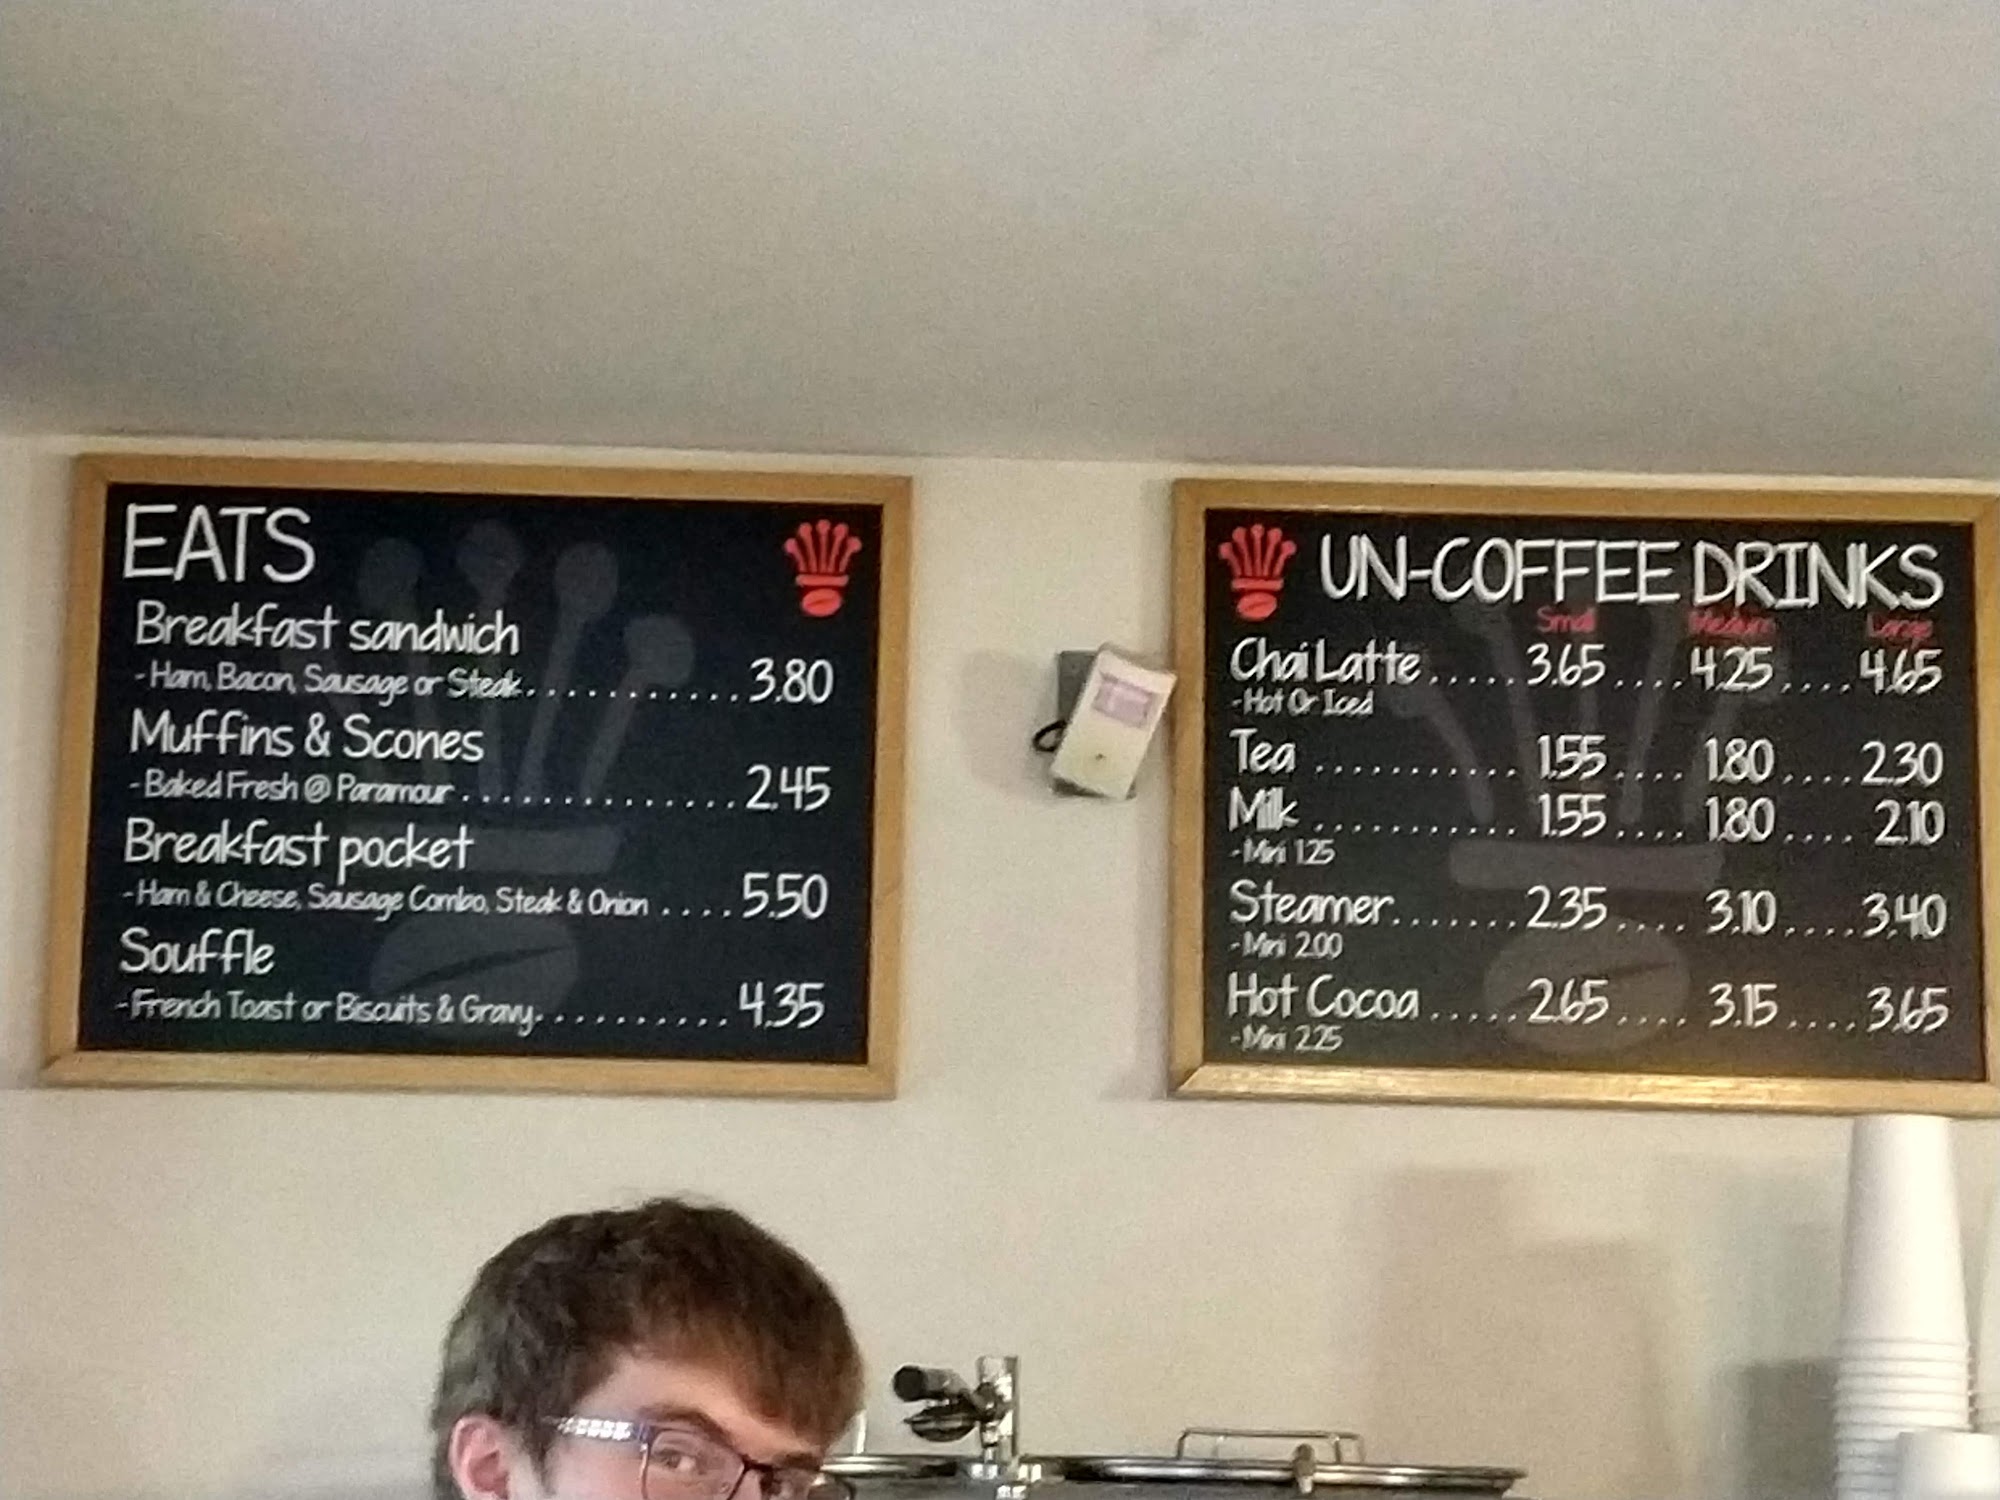 EATS
Breakfast sandwich
- Ham, Bacon, Sausage or Steak............3.80
Muffins & Scones
- Baked Fresh @ Paramour...............2.45
Breakfast pocket
- Ham & Cheese, Sausage Combo, Steak & Onion ....5.50
Souffle
- French Toast or Biscuits & Gravy...........4.35
UN-COFFEE DRINKS
Small Medium Large
Chai Latte.....3.65....4.25....4.65
- Hot Or Iced
Tea ........... 1.55....1.80....2.30
Milk ........... 1.55....1.80....2.10
- Mini 1.25
Steamer.......2.35....3.10....3.40
- Mini 2.00
Hot Cocoa.....2.65....3.15....3.65
- Mini 2.25